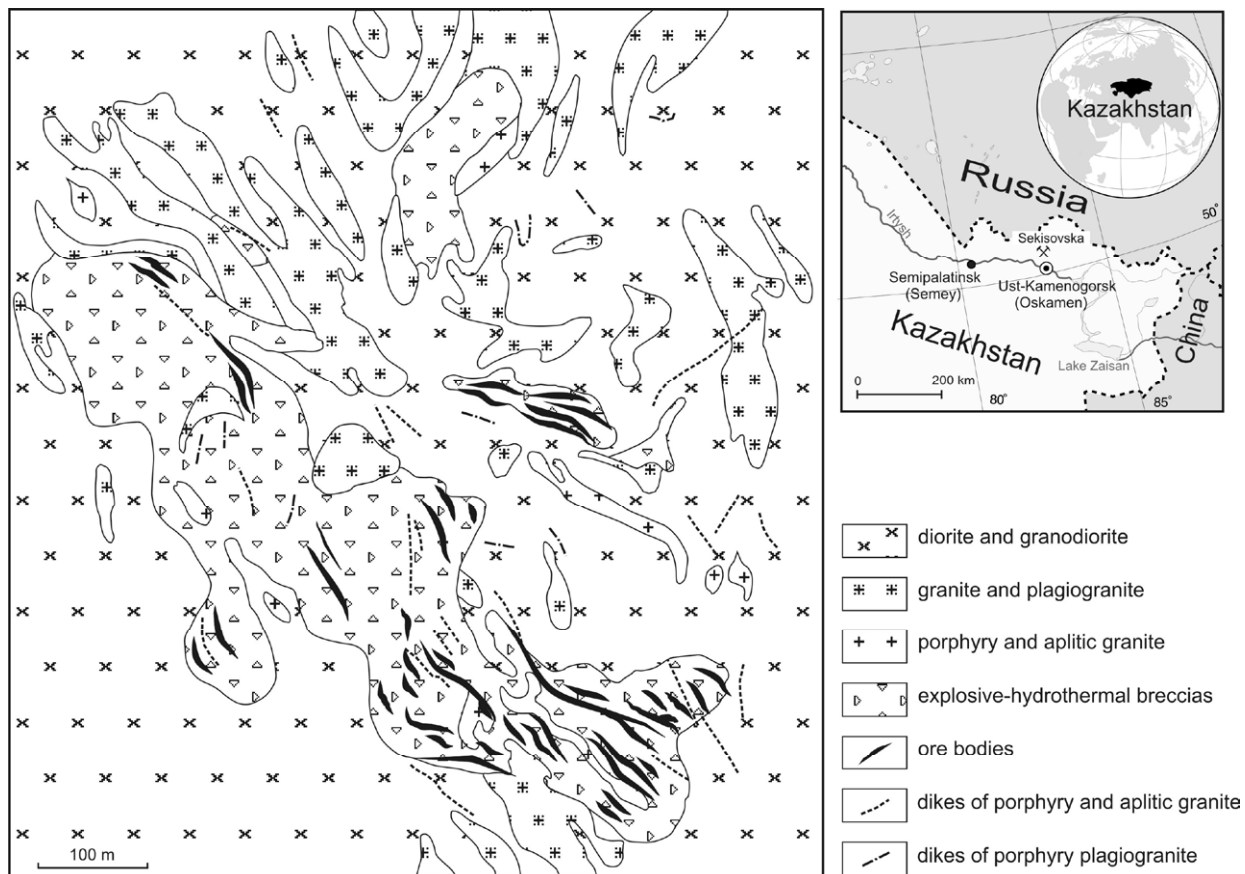 100 m
Kazakhstan
Russia
50°
Irtysh
Sekisovska
Semipalatinsk
(Semey)
Ust-Kamenogorsk
(Oskamen)
Kazakhstan
China
Lake Zaisan
0
200 km
80°
85°
diorite and granodiorite
granite and plagiogranite
porphyry and aplitic granite
explosive-hydrothermal breccias
ore bodies
dikes of porphyry and aplitic granite
dikes of porphyry plagiogranite